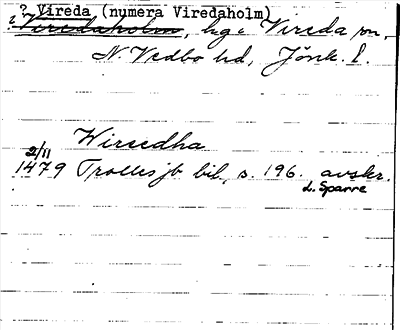 ? Vireda (numera Viredaholm)
? Viredaholm, hg i Vireda sn,
N. Vedbo hd, Jönk. l.
Wiredha
2/11
1479 Trolles jb bil, s. 196. avskr.
L. Sparre